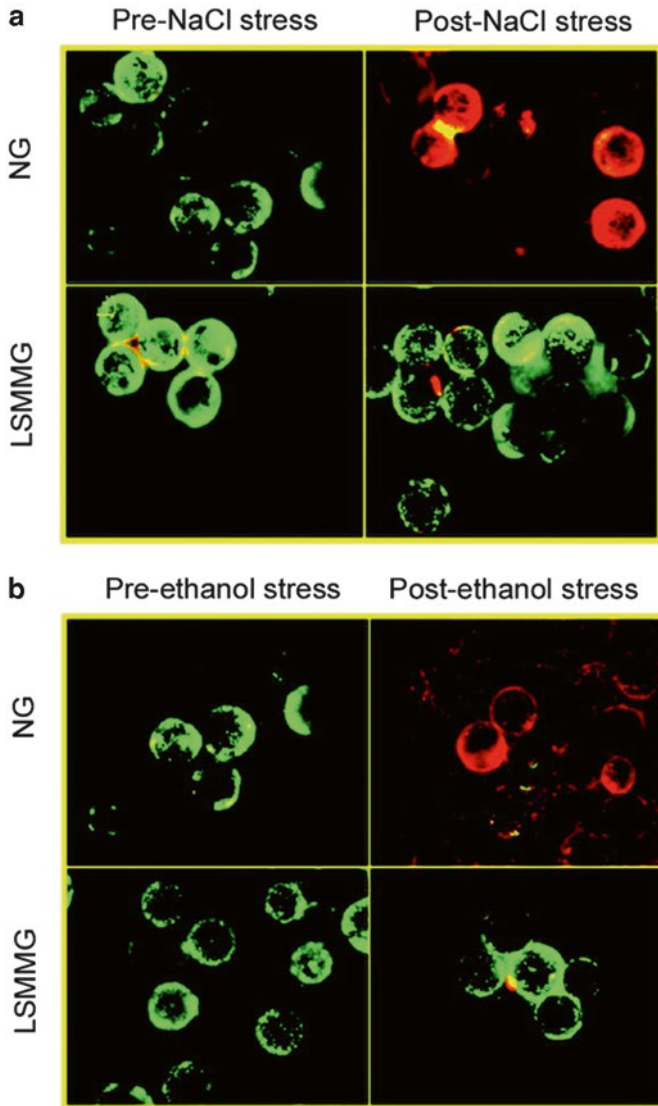 a
Pre-NaCl stress
Post-NaCl stress
NG
LSMMG
b
Pre-ethanol stress
Post-ethanol stress
NG
LSMMG